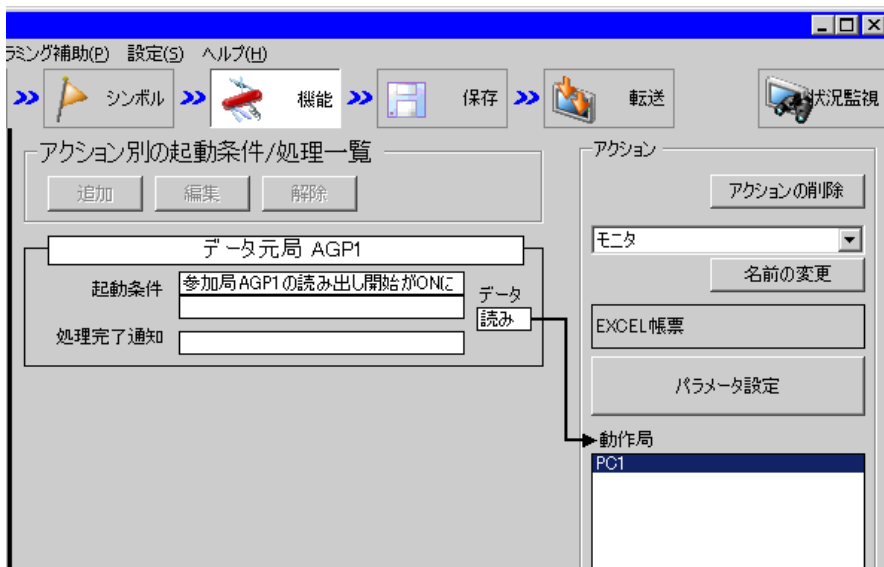 ラミング補助(P) 設定(S) ヘルプ(H)
シンボル 機能 保存 転送 状況監視
アクション別の起動条件/処理一覧
追加 編集 解除
データ元局 AGP1
起動条件 参加局AGP1の読み出し開始がONに
データ
読み
処理完了通知
アクション
アクションの削除
モニタ
名前の変更
EXCEL帳票
パラメータ設定
動作局
PC1